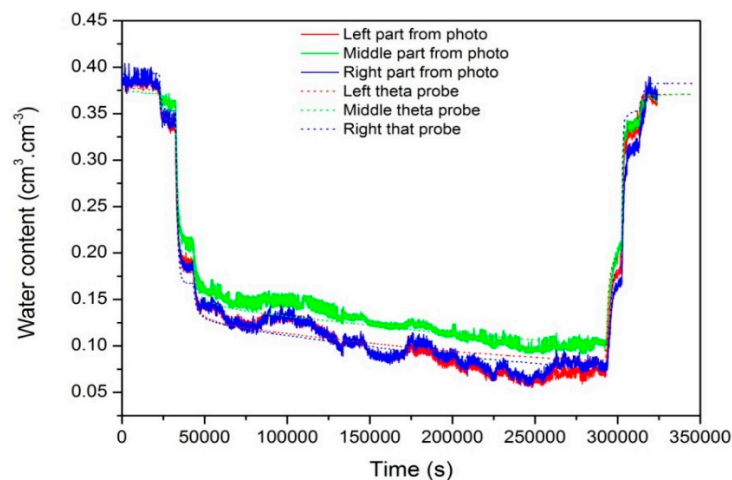 Left part from photo
Middle part from photo
Right part from photo
Left theta probe
Middle theta probe
Right that probe
Water content (cm³.cm⁻³)
0.45
0.40
0.35
0.30
0.25
0.20
0.15
0.10
0.05
0 50000 100000 150000 200000 250000 300000 350000
Time (s)